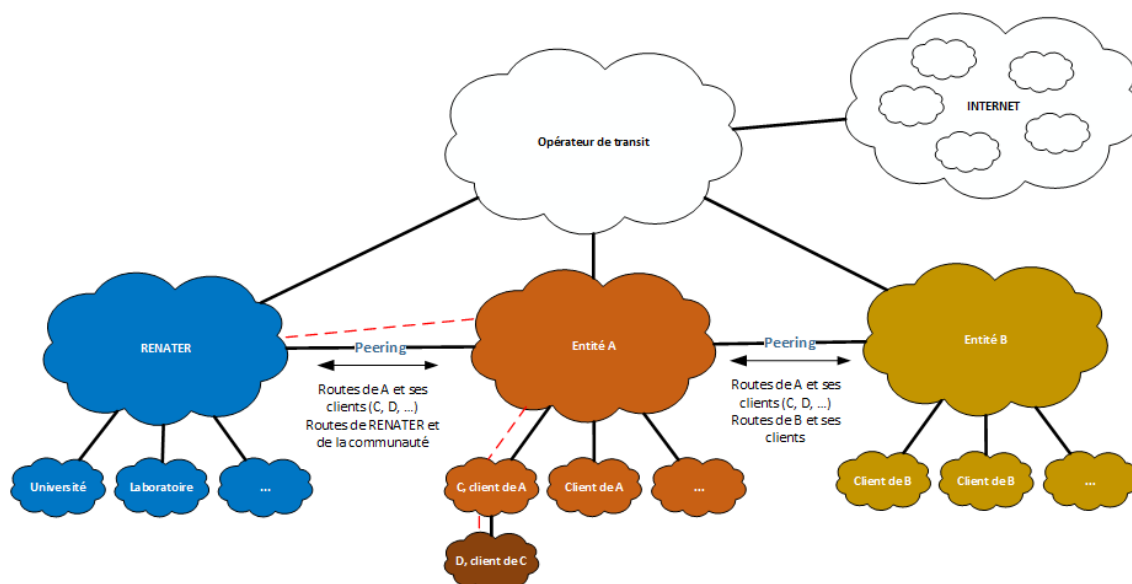 INTERNET
Opérateur de transit
RENATER
Peering
Entité A
Peering
Entité B
Routes de A et ses
clients (C, D, ...)
Routes de RENATER et
de la communauté
Routes de A et ses
clients (C, D, ...)
Routes de B et ses
clients
Université
Laboratoire
...
C, client de A
Client de A
...
Client de B
Client de B
...
D, client de C